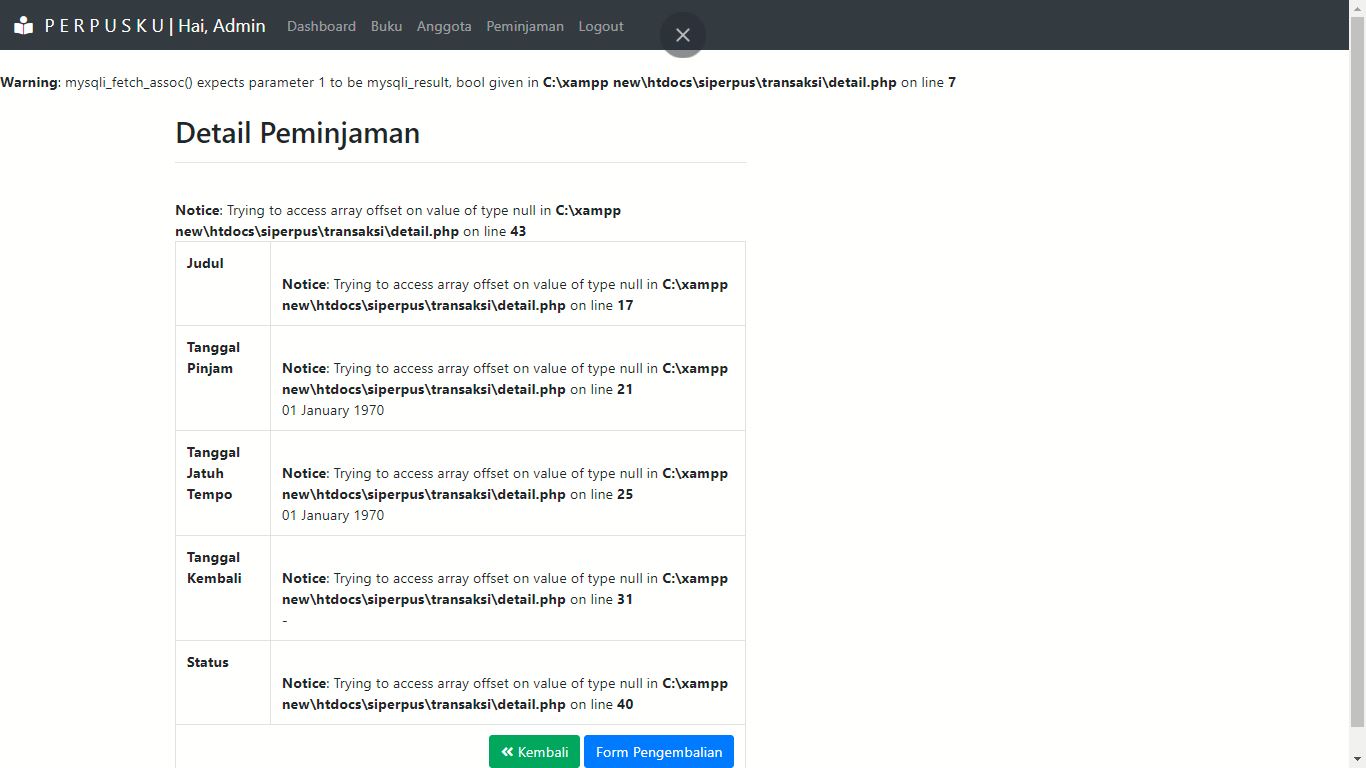 P E R P U S K U | Hai, Admin Dashboard Buku Anggota Peminjaman Logout
Warning: mysqli_fetch_assoc() expects parameter 1 to be mysqli_result, bool given in C:\xampp new\htdocs\siperpus\transaksi\detail.php on line 7
Detail Peminjaman
Notice: Trying to access array offset on value of type null in C:\xampp
new\htdocs\siperpus\transaksi\detail.php on line 43
Judul
Notice: Trying to access array offset on value of type null in C:\xampp
new\htdocs\siperpus\transaksi\detail.php on line 17
Tanggal
Pinjam
Notice: Trying to access array offset on value of type null in C:\xampp
new\htdocs\siperpus\transaksi\detail.php on line 21
01 January 1970
Tanggal
Jatuh
Tempo
Notice: Trying to access array offset on value of type null in C:\xampp
new\htdocs\siperpus\transaksi\detail.php on line 25
01 January 1970
Tanggal
Kembali
Notice: Trying to access array offset on value of type null in C:\xampp
new\htdocs\siperpus\transaksi\detail.php on line 31
-
Status
Notice: Trying to access array offset on value of type null in C:\xampp
new\htdocs\siperpus\transaksi\detail.php on line 40
Kembali Form Pengembalian